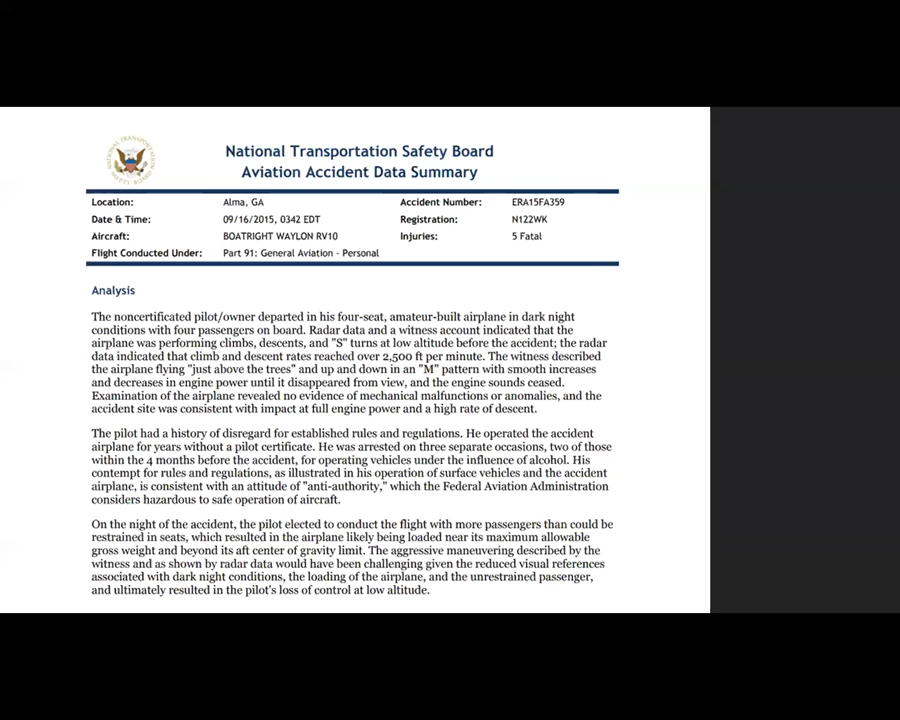 National Transportation Safety Board
Aviation Accident Data Summary
Location: Alma, GA Accident Number: ERA15FA359
Date & Time: 09/16/2015, 0342 EDT Registration: N122WK
Aircraft: BOATRIGHT WAYLON RV10 Injuries: 5 Fatal
Flight Conducted Under: Part 91: General Aviation - Personal
Analysis
The noncertificated pilot/owner departed in his four-seat, amateur-built airplane in dark night
conditions with four passengers on board. Radar data and a witness account indicated that the
airplane was performing climbs, descents, and "S" turns at low altitude before the accident; the radar
data indicated that climb and descent rates reached over 2,500 ft per minute. The witness described
the airplane flying "just above the trees" and up and down in an "M" pattern with smooth increases
and decreases in engine power until it disappeared from view, and the engine sounds ceased.
Examination of the airplane revealed no evidence of mechanical malfunctions or anomalies, and the
accident site was consistent with impact at full engine power and a high rate of descent.
The pilot had a history of disregard for established rules and regulations. He operated the accident
airplane for years without a pilot certificate. He was arrested on three separate occasions, two of those
within the 4 months before the accident, for operating vehicles under the influence of alcohol. His
contempt for rules and regulations, as illustrated in his operation of surface vehicles and the accident
airplane, is consistent with an attitude of "anti-authority," which the Federal Aviation Administration
considers hazardous to safe operation of aircraft.
On the night of the accident, the pilot elected to conduct the flight with more passengers than could be
restrained in seats, which resulted in the airplane likely being loaded near its maximum allowable
gross weight and beyond its aft center of gravity limit. The aggressive maneuvering described by the
witness and as shown by radar data would have been challenging given the reduced visual references
associated with dark night conditions, the loading of the airplane, and the unrestrained passenger,
and ultimately resulted in the pilot's loss of control at low altitude.